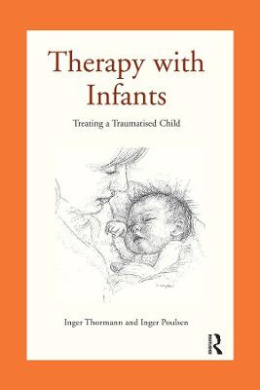 Therapy with
Infants
Treating a Traumatised Child
Inger Thormann and Inger Poulsen